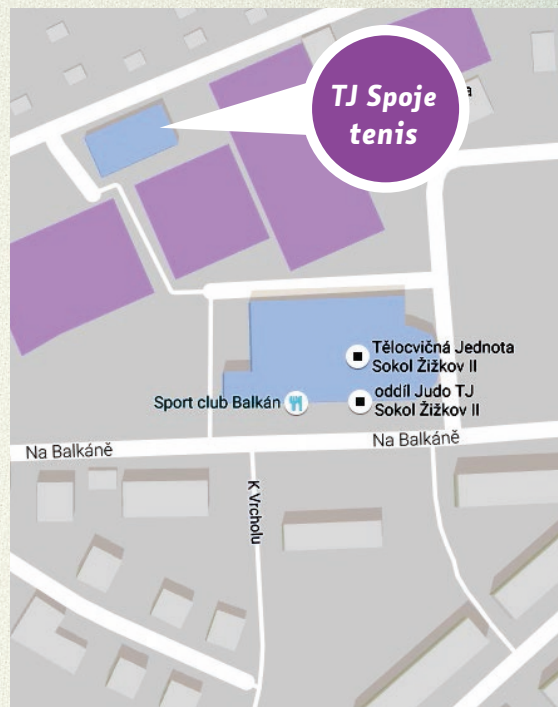 TJ Spoje
tenis
Tělocvičná Jednota
Sokol Žižkov II
Sport club Balkán
oddíl Judo TJ
Sokol Žižkov II
Na Balkáně
Na Balkáně
K Vrcholu